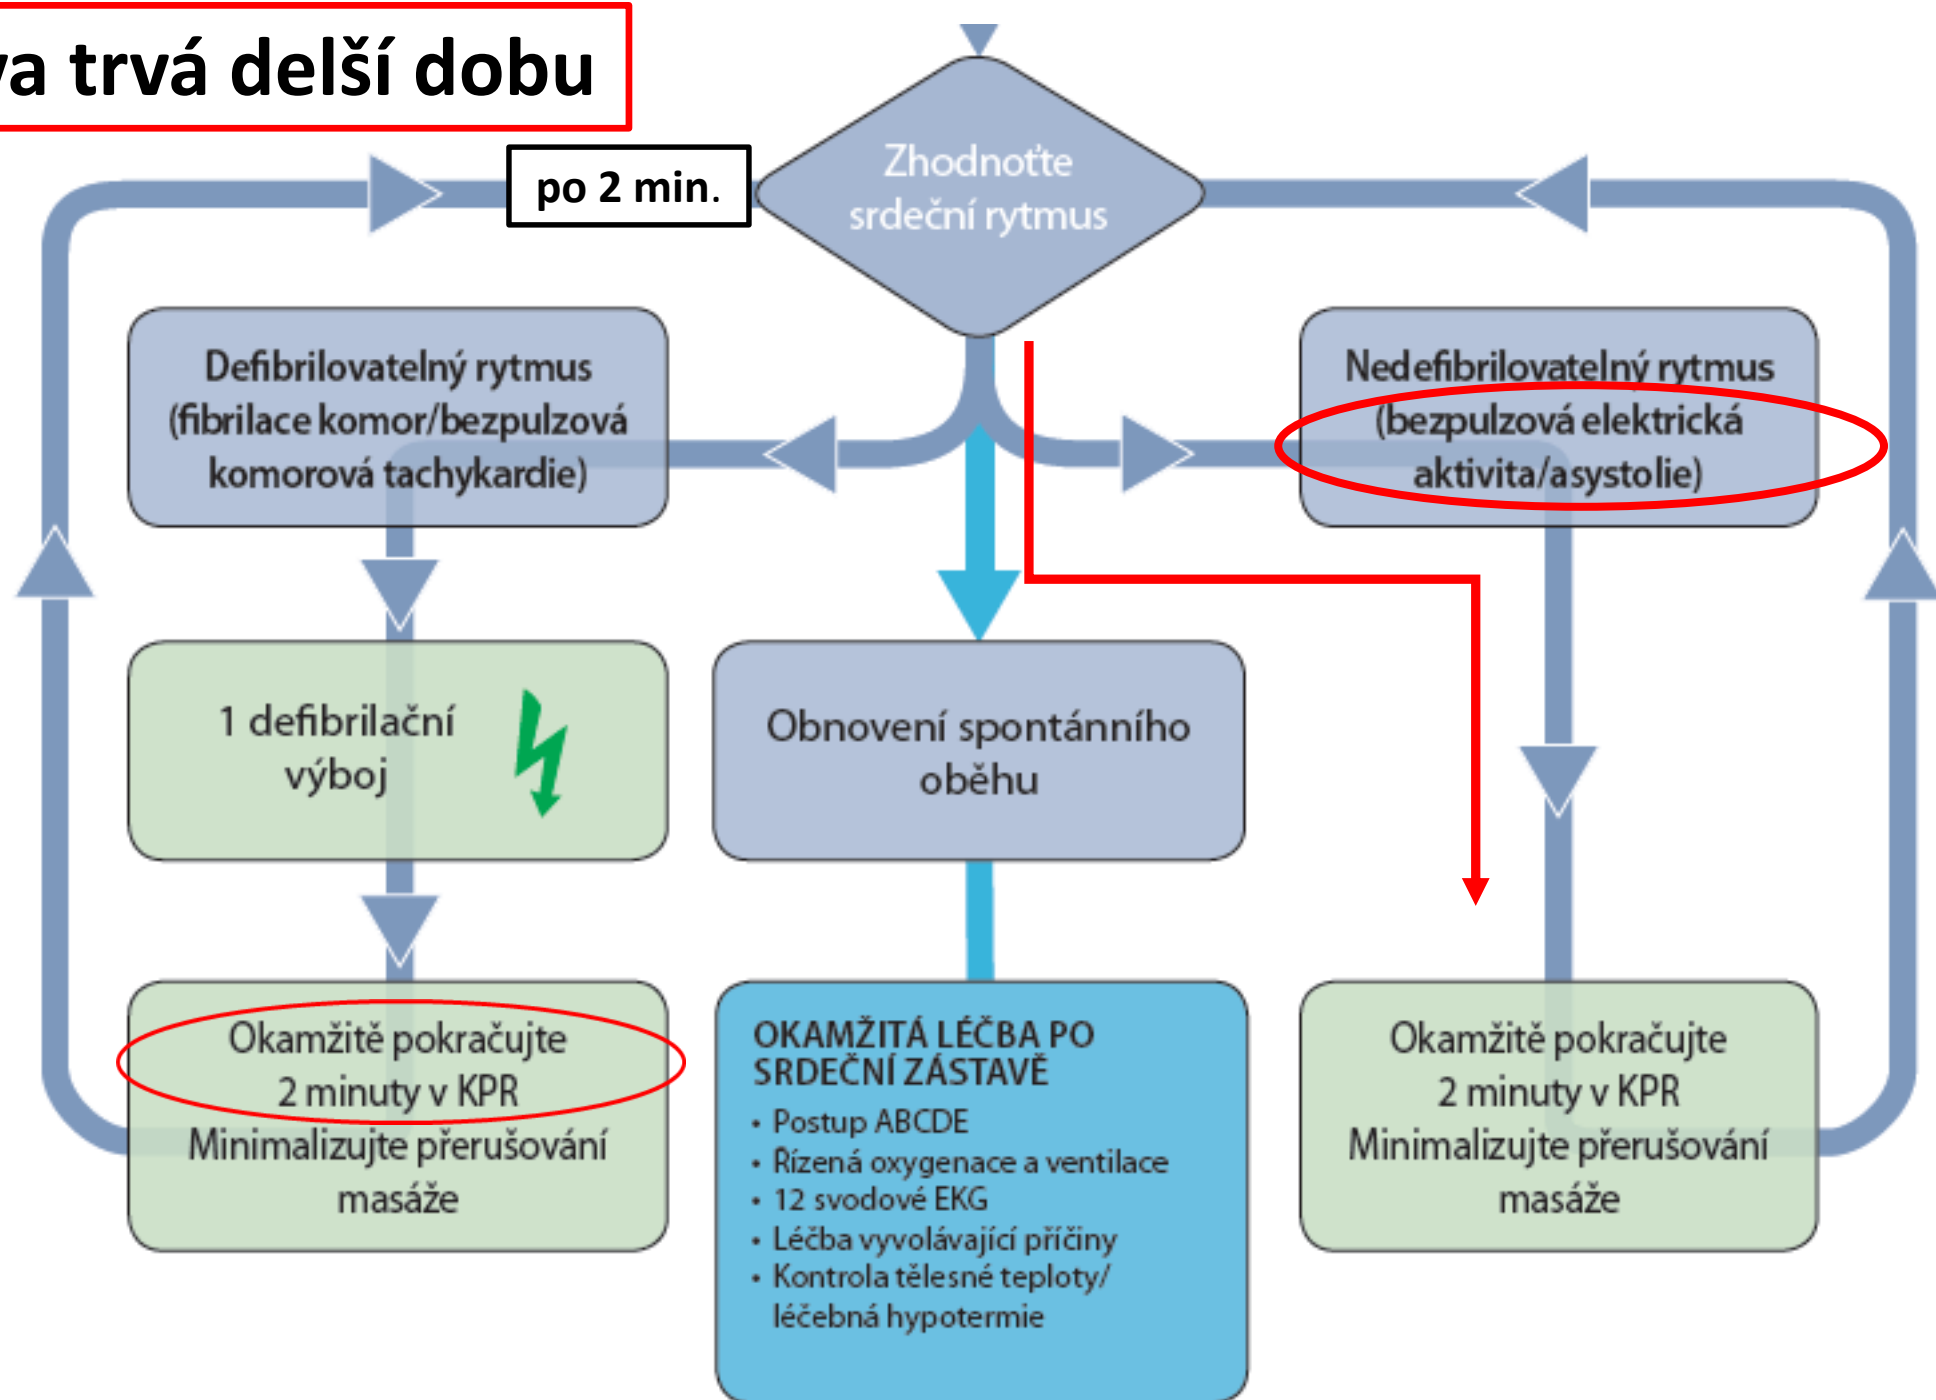 trvá delší dobu
po 2 min.
Zhodnoťte
srdeční rytmus
Defibrilovatelný rytmus
(fibrilace komor/bezpulzová
komorová tachykardie)
Nedefibrilovatelný rytmus
(bezpulzová elektrická
aktivita/asystolie)
1 defibrilační
výboj
Obnovení spontánního
oběhu
Okamžitě pokračujte
2 minuty v KPR
Minimalizujte přerušování
masáže
OKAMŽITÁ LÉČBA PO
SRDEČNÍ ZÁSTAVĚ
• Postup ABCDE
• Řízená oxygenace a ventilace
• 12 svodové EKG
• Léčba vyvolávající příčiny
• Kontrola tělesné teploty/
léčebná hypotermie
Okamžitě pokračujte
2 minuty v KPR
Minimalizujte přerušování
masáže